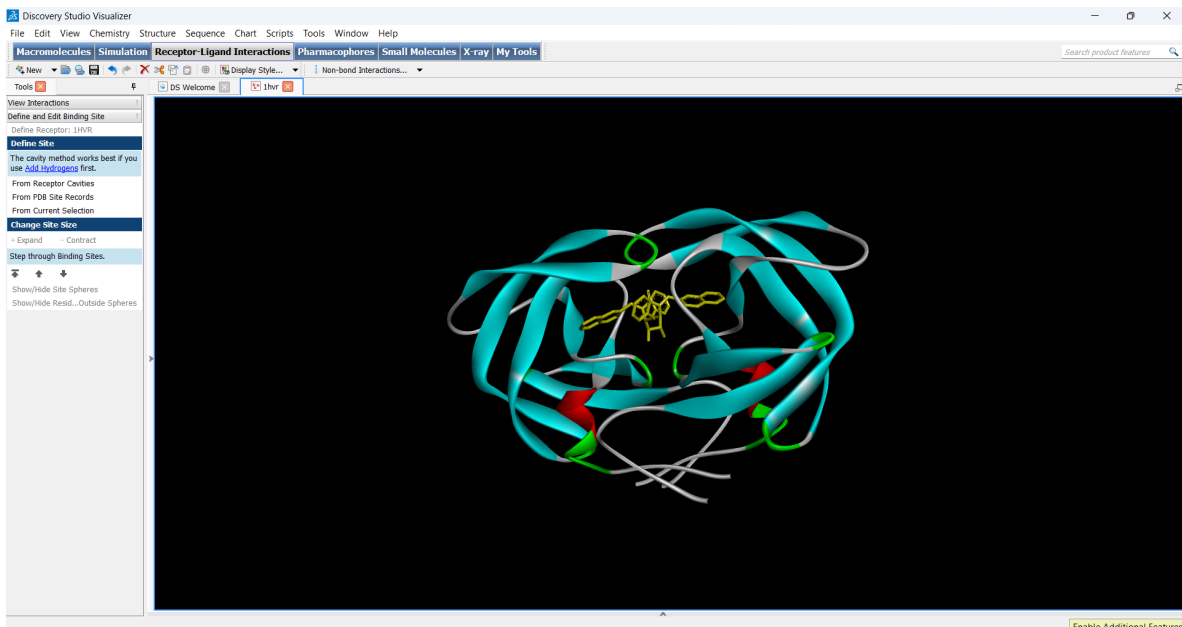 Discovery Studio Visualizer
File Edit View Chemistry Structure Sequence Chart Scripts Tools Window Help
Macromolecules Simulation Receptor-Ligand Interactions Pharmacophores Small Molecules X-ray My Tools
Search product features
New Display Style... Non-bond Interactions...
Tools
DS Welcome 1hvr
View Interactions
Define and Edit Binding Site
Define Receptor: 1HVR
Define Site
The cavity method works best if you
use Add Hydrogens first.
From Receptor Cavities
From PDB Site Records
From Current Selection
Change Site Size
+ Expand - Contract
Step through Binding Sites.
Show/Hide Site Spheres
Show/Hide Resid...Outside Spheres
Enable Additional Features